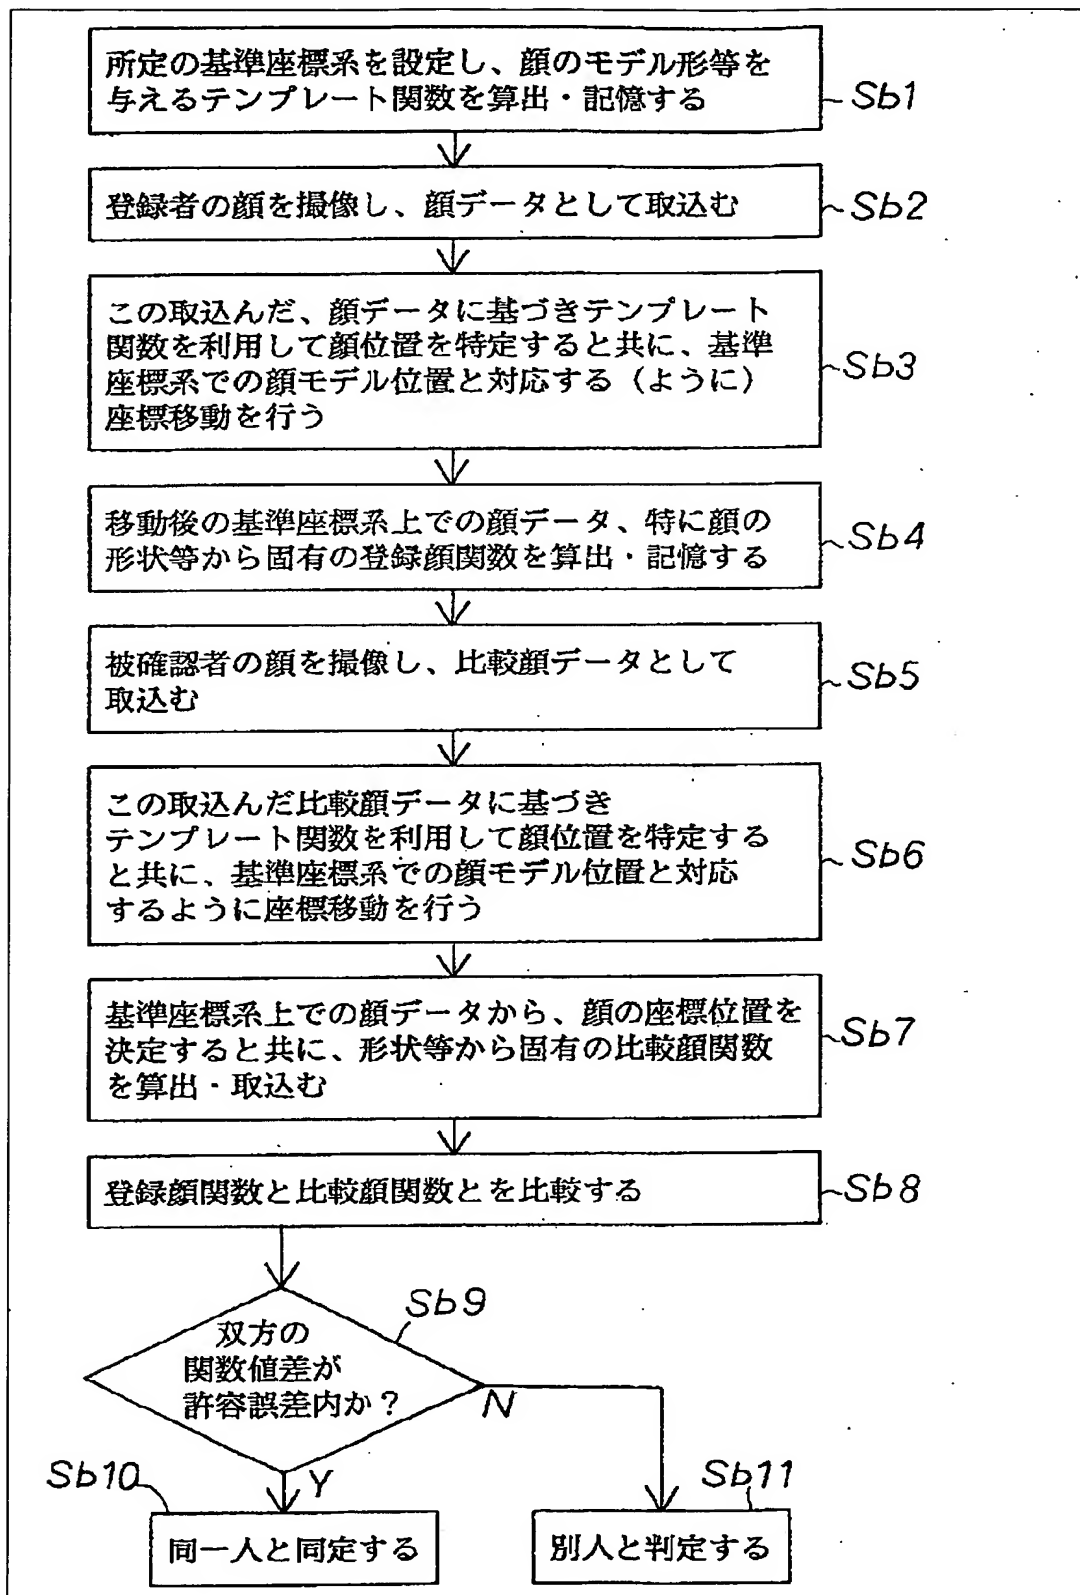 所定の基準座標系を設定し、顔のモデル形等を
与えるテンプレート関数を算出・記憶する
Sb1
登録者の顔を撮像し、顔データとして取込む
Sb2
この取込んだ、顔データに基づきテンプレート
関数を利用して顔位置を特定すると共に、基準
座標系での顔モデル位置と対応する（ように）
座標移動を行う
Sb3
移動後の基準座標系上での顔データ、特に顔の
形状等から固有の登録顔関数を算出・記憶する
Sb4
被確認者の顔を撮像し、比較顔データとして
取込む
Sb5
この取込んだ比較顔データに基づき
テンプレート関数を利用して顔位置を特定する
と共に、基準座標系での顔モデル位置と対応
するように座標移動を行う
Sb6
基準座標系上での顔データから、顔の座標位置を
決定すると共に、形状等から固有の比較顔関数
を算出・取込む
Sb7
登録顔関数と比較顔関数とを比較する
Sb8
Sb9
双方の
関数値差が
許容誤差内か？
N
Y
Sb10
同一人と同定する
Sb11
別人と判定する